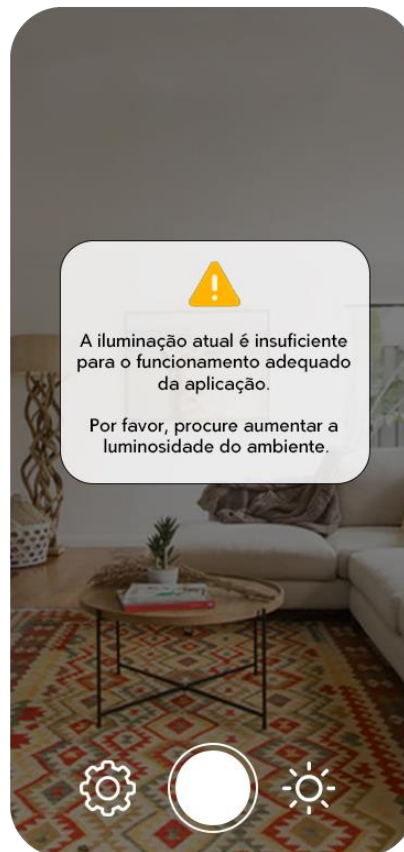 A iluminação atual é insuficiente
para o funcionamento adequado
da aplicação.
Por favor, procure aumentar a
luminosidade do ambiente.